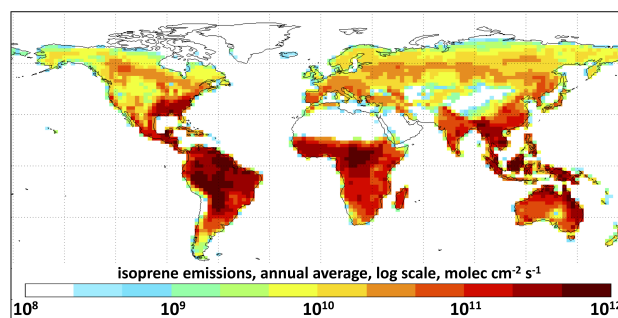 isoprene emissions, annual average, log scale, molec cm⁻² s⁻¹
10⁸ 10⁹ 10¹⁰ 10¹¹ 10¹²